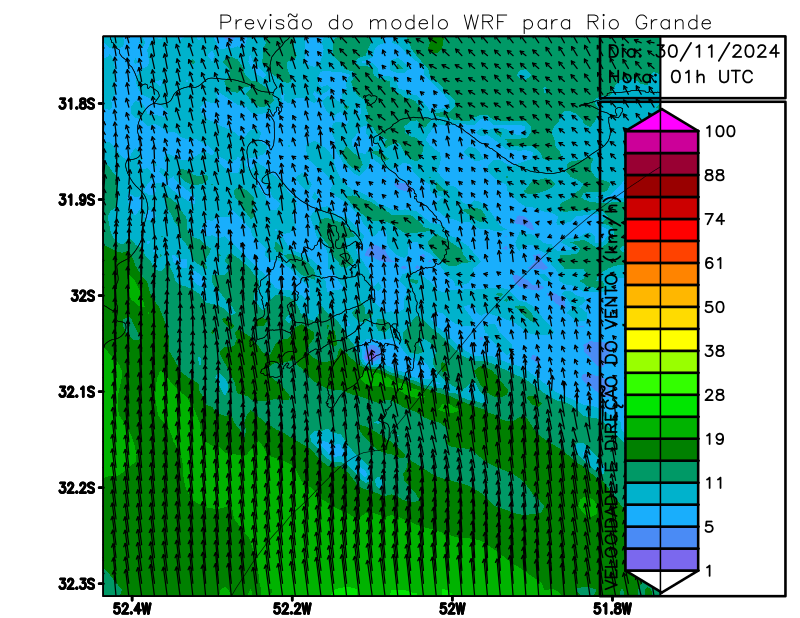 Previsão do modelo WRF para Rio Grande
Dia: 30/11/2024
Hora: 01h UTC
31.8S
31.9S
32S
32.1S
32.2S
32.3S
52.4W
52.2W
52W
51.8W
VELOCIDADE E DIREÇÃO DO VENTO (km/h)
100
88
74
61
50
38
28
19
11
5
1